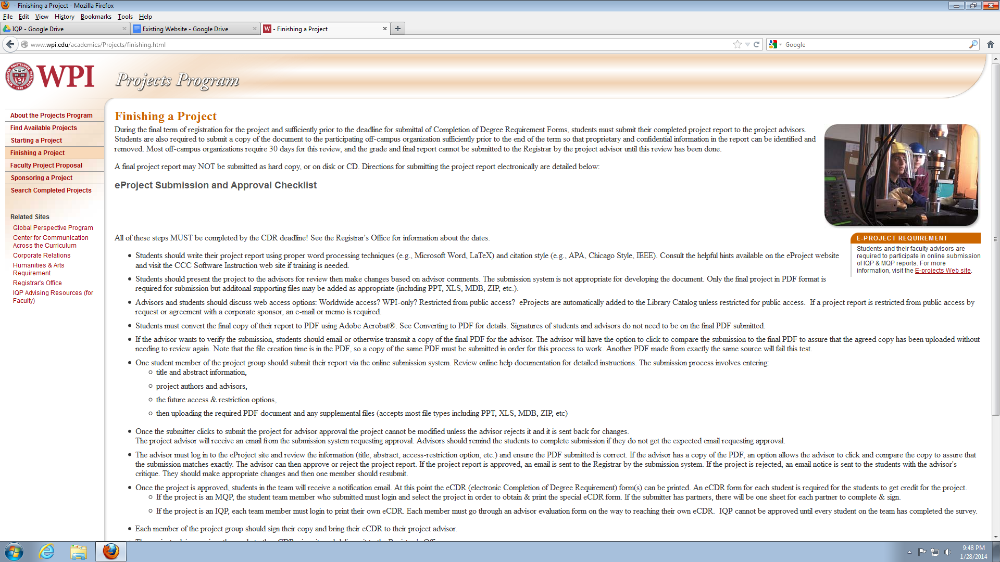 - Finishing a Project - Mozilla Firefox
File Edit View History Bookmarks Tools Help
IQP - Google Drive
Existing Website - Google Drive
W - Finishing a Project
www.wpi.edu/academics/Projects/finishing.html
Google
WPI
Projects Program
About the Projects Program
Find Available Projects
Starting a Project
Finishing a Project
Faculty Project Proposal
Sponsoring a Project
Search Completed Projects
Related Sites
Global Perspective Program
Center for Communication
Across the Curriculum
Corporate Relations
Humanities & Arts
Requirement
Registrar's Office
IQP Advising Resources (for
Faculty)
Finishing a Project
During the final term of registration for the project and sufficiently prior to the deadline for submittal of Completion of Degree Requirement Forms, students must submit their completed project report to the project advisors.
Students are also required to submit a copy of the document to the participating off-campus organization sufficiently prior to the end of the term so that proprietary and confidential information in the report can be identified and
removed. Most off-campus organizations require 30 days for this review, and the grade and final report cannot be submitted to the Registrar by the project advisor until this review has been done.
A final project report may NOT be submitted as hard copy, or on disk or CD. Directions for submitting the project report electronically are detailed below:
eProject Submission and Approval Checklist
All of these steps MUST be completed by the CDR deadline! See the Registrar's Office for information about the dates.
E-PROJECT REQUIREMENT
Students and their faculty advisors are
required to participate in online submission
of IQP & MQP reports. For more
information, visit the E-projects Web site.
Students should write their project report using proper word processing techniques (e.g., Microsoft Word, LaTeX) and citation style (e.g., APA, Chicago Style, IEEE). Consult the helpful hints available on the eProject website
and visit the CCC Software Instruction web site if training is needed.
Students should present the project to the advisors for review then make changes based on advisor comments. The submission system is not appropriate for developing the document. Only the final project in PDF format is
required for submission but additonal supporting files may be added as appropriate (including PPT, XLS, MDB, ZIP, etc.).
Advisors and students should discuss web access options: Worldwide access? WPI-only? Restricted from public access? eProjects are automatically added to the Library Catalog unless restricted for public access. If a project report is restricted from public access by
request or agreement with a corporate sponsor, an e-mail or memo is required.
Students must convert the final copy of their report to PDF using Adobe Acrobat®. See Converting to PDF for details. Signatures of students and advisors do not need to be on the final PDF submitted.
If the advisor wants to verify the submission, students should email or otherwise transmit a copy of the final PDF for the advisor. The advisor will have the option to click to compare the submission to the final PDF to assure that the agreed copy has been uploaded without
needing to review again. Note that the file creation time is in the PDF, so a copy of the same PDF must be submitted in order for this process to work. Another PDF made from exactly the same source will fail this test.
One student member of the project group should submit their report via the online submission system. Review online help documentation for detailed instructions. The submission process involves entering:
title and abstract information,
project authors and advisors,
the future access & restriction options,
then uploading the required PDF document and any supplemental files (accepts most file types including PPT, XLS, MDB, ZIP, etc)
Once the submitter clicks to submit the project for advisor approval the project cannot be modified unless the advisor rejects it and it is sent back for changes.
The project advisor will receive an email from the submission system requesting approval. Advisors should remind the students to complete submission if they do not get the expected email requesting approval.
The advisor must log in to the eProject site and review the information (title, abstract, access-restriction option, etc.) and ensure the PDF submitted is correct. If the advisor has a copy of the PDF, an option allows the advisor to click and compare the copy to assure that
the submission matches exactly. The advisor can then approve or reject the project report. If the project report is approved, an email is sent to the Registrar by the submission system. If the project is rejected, an email notice is sent to the students with the advisor's
critique. They should make appropriate changes and then one member should resubmit.
Once the project is approved, students in the team will receive a notification email. At this point the eCDR (electronic Completion of Degree Requirement) form(s) can be printed. An eCDR form for each student is required for the students to get credit for the project.
If the project is an MQP, the student team member who submitted must login and select the project in order to obtain & print the special eCDR form. If the submitter has partners, there will be one sheet for each partner to complete & sign.
If the project is an IQP, each team member must login to print their own eCDR. Each member must go through an advisor evaluation form on the way to reaching their own eCDR. IQP cannot be approved until every student on the team has completed the survey.
Each member of the project group should sign their copy and bring their eCDR to their project advisor.
9:48 PM
1/28/2014